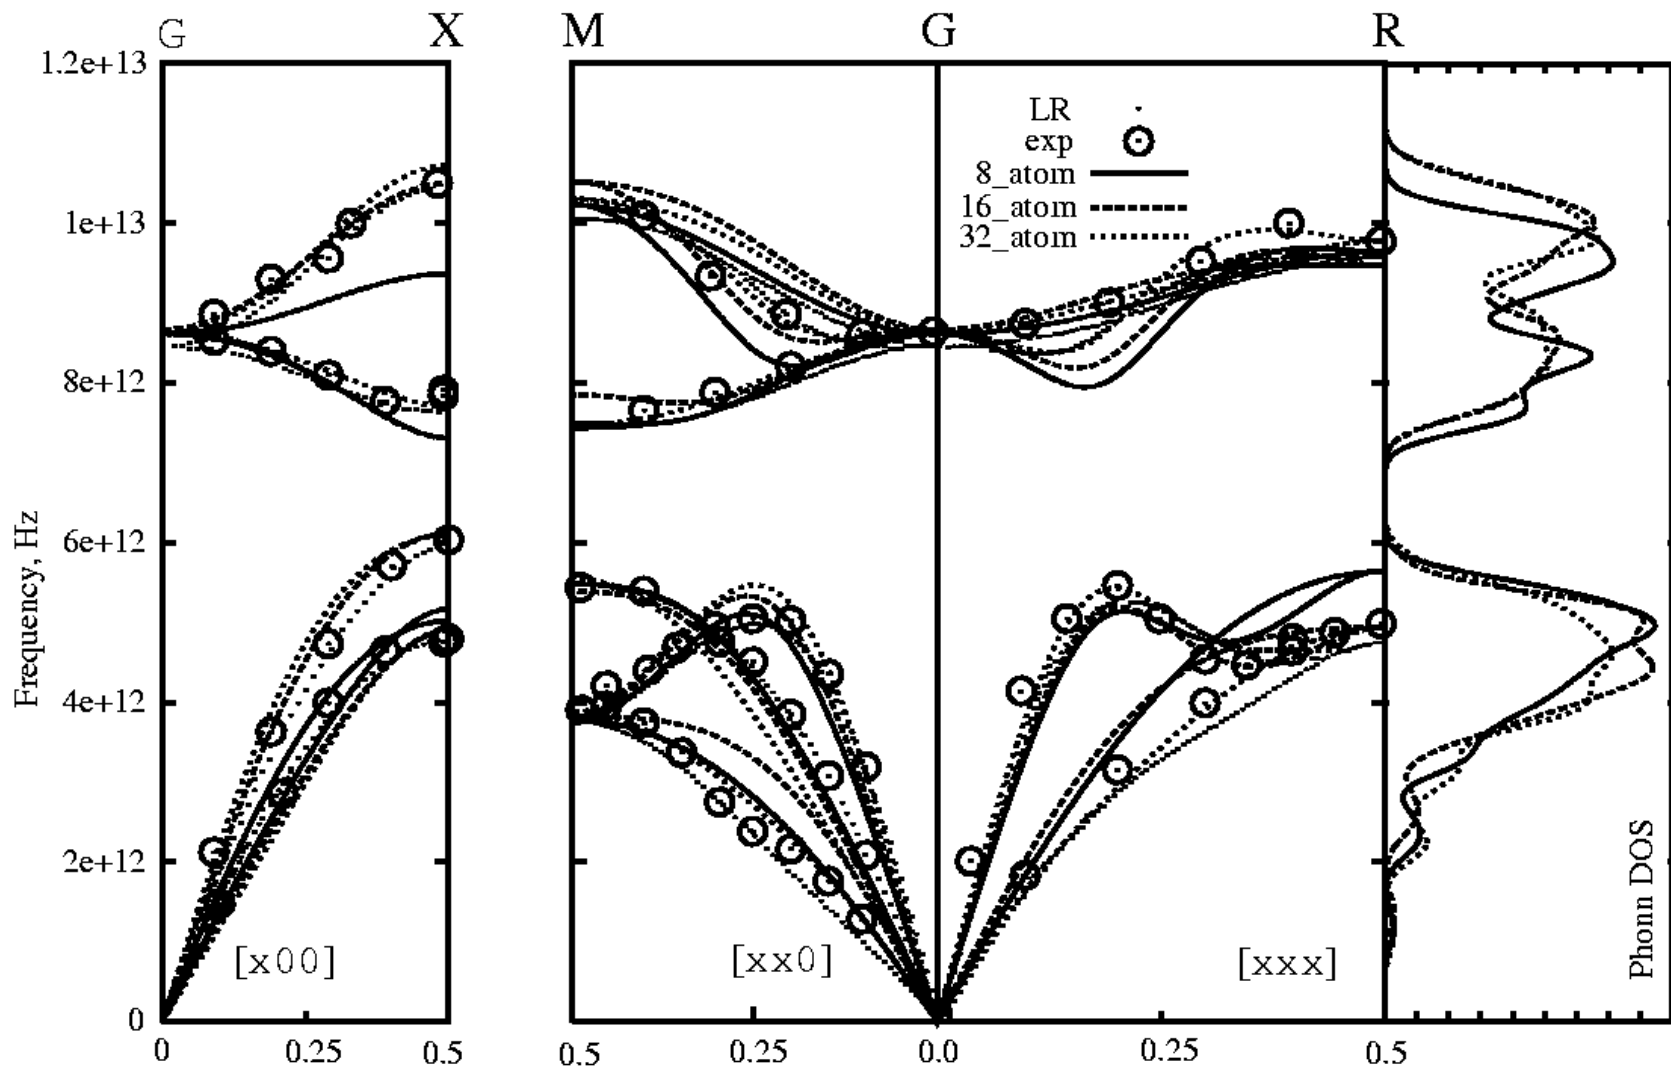 G X M G R
1.2e+13
1e+13
8e+12
6e+12
4e+12
2e+12
0
Frequency, Hz
LR
exp
8_atom
16_atom
32_atom
[x00] [xx0] [xxx]
Phonn DOS
0 0.25 0.5 0.5 0.25 0.0 0.25 0.5